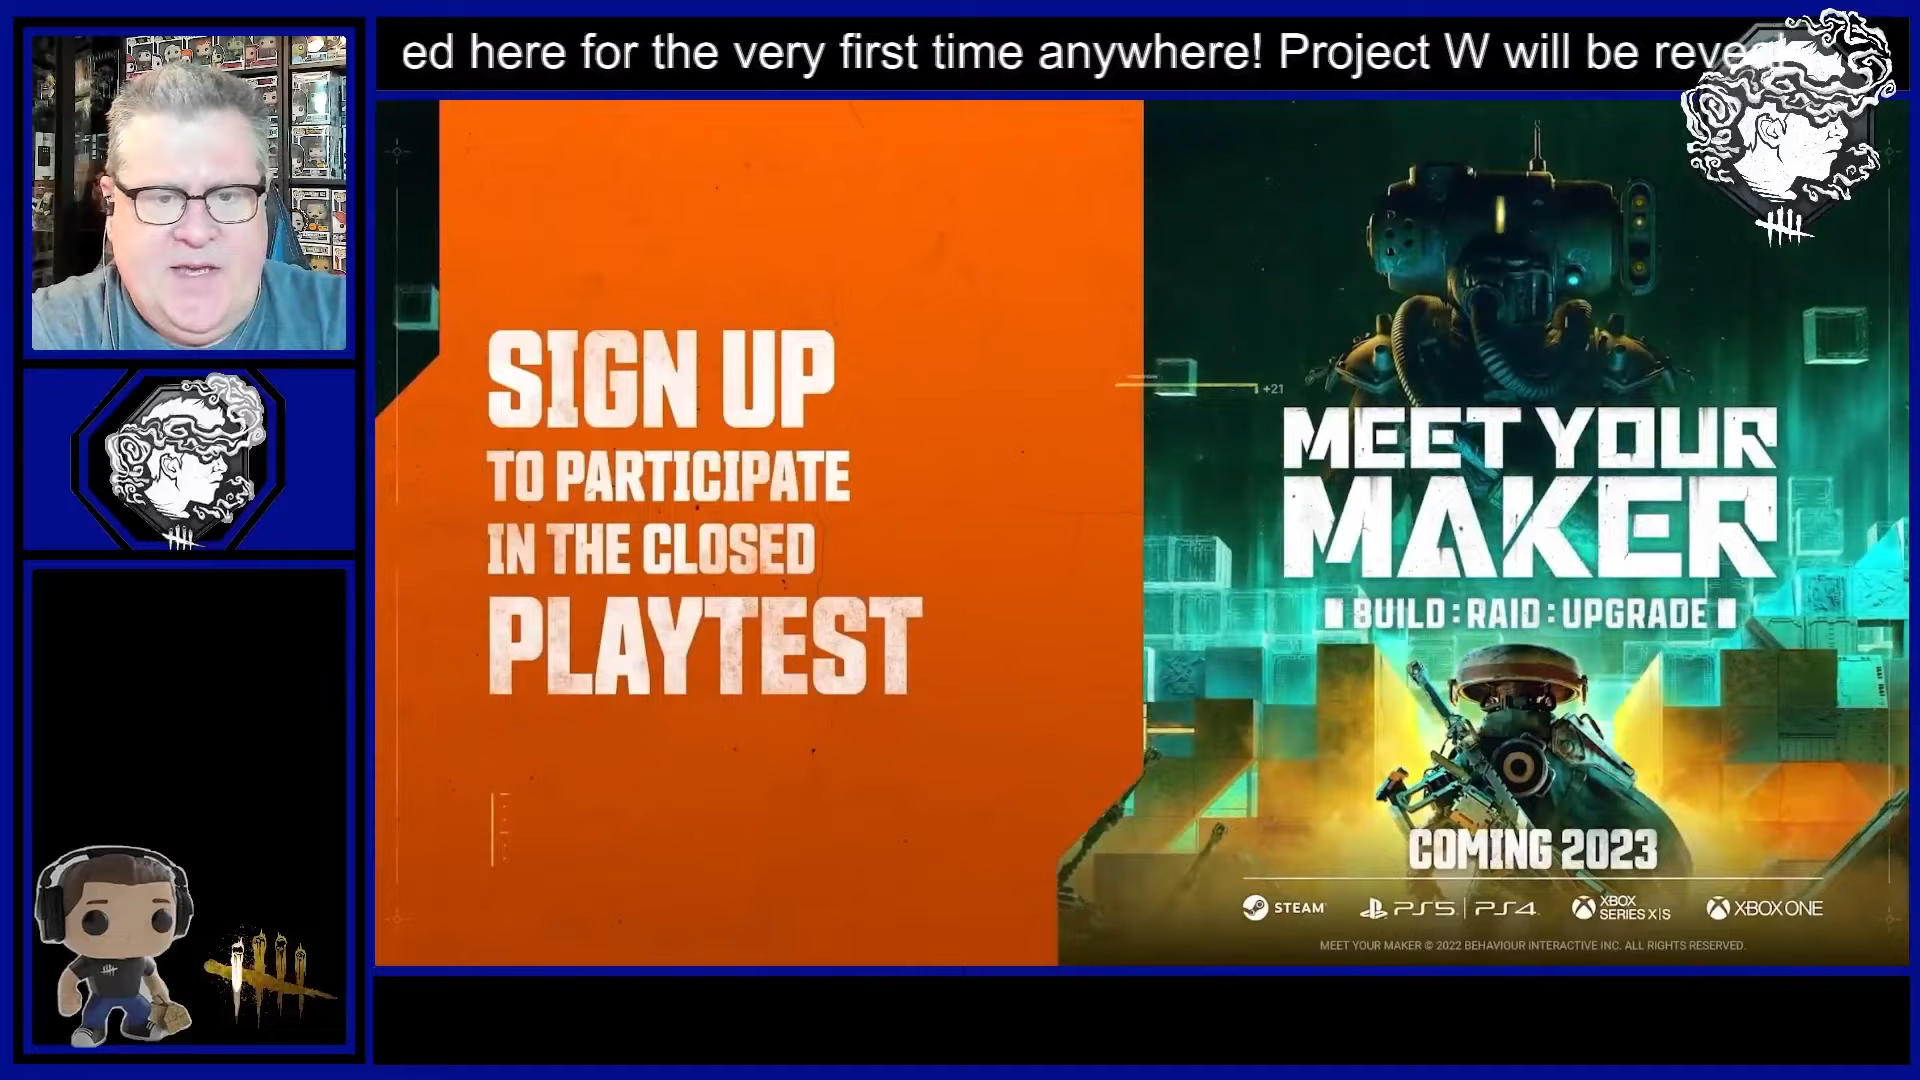 ed here for the very first time anywhere! Project W will be reveal
SIGN UP
TO PARTICIPATE
IN THE CLOSED
PLAYTEST
+21
MEET YOUR
MAKER
BUILD : RAID : UPGRADE
COMING 2023
STEAM
PS5 | PS4
XBOX
SERIES X|S
XBOX ONE
MEET YOUR MAKER © 2022 BEHAVIOUR INTERACTIVE INC. ALL RIGHTS RESERVED.